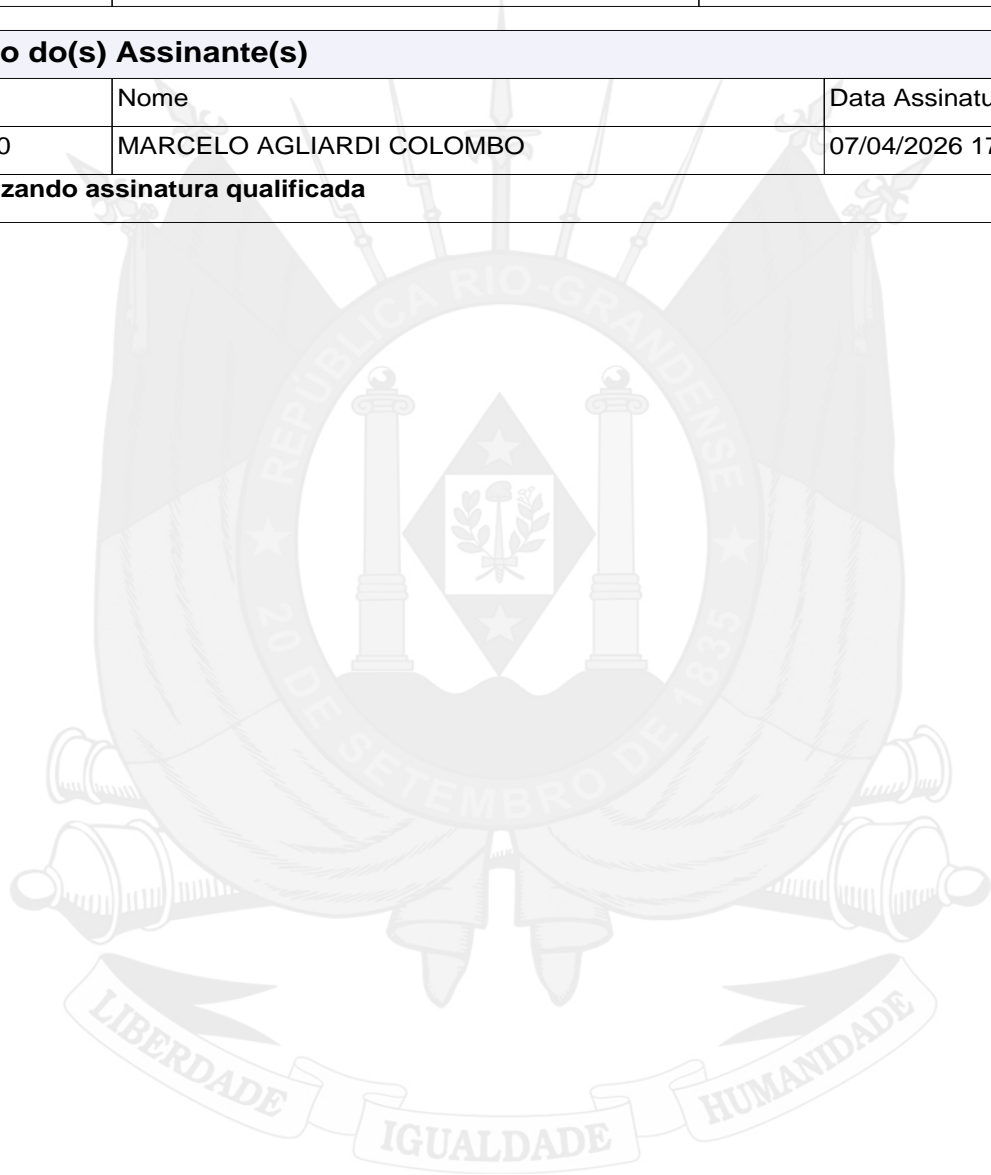 o do(s) Assinante(s)
Nome
Data Assinatu
0
MARCELO AGLIARDI COLOMBO
07/04/2026 17
zando assinatura qualificada
REPÚBLICA RIO-GRANDENSE
20 DE SETEMBRO DE 1835
LIBERDADE
IGUALDADE
HUMANIDADE